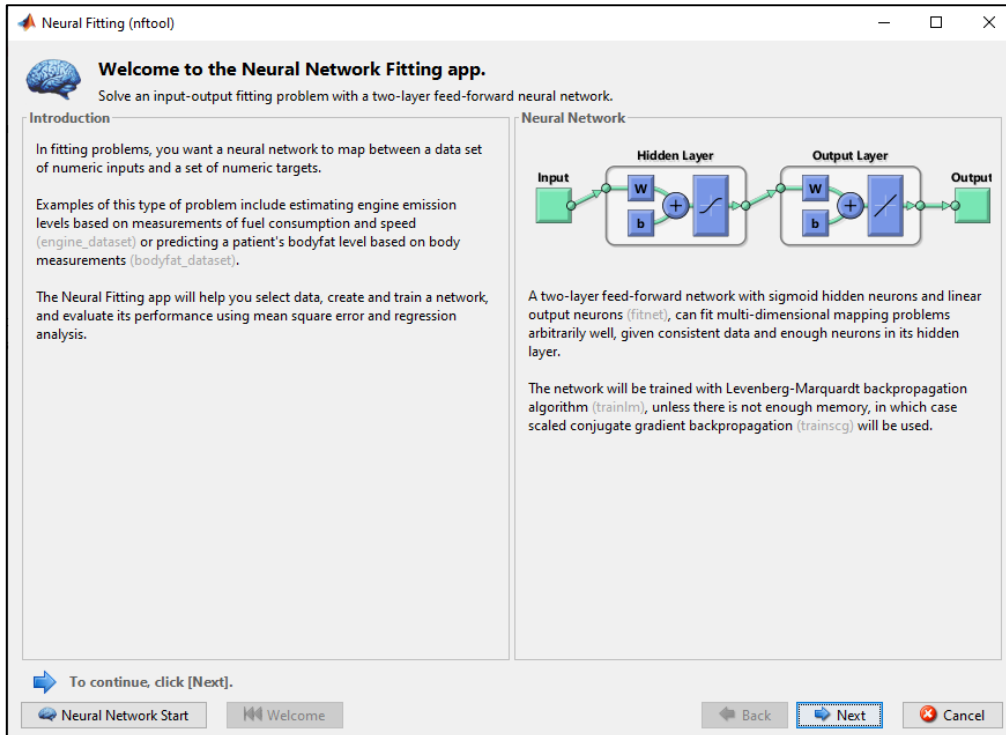 Neural Fitting (nftool)
Welcome to the Neural Network Fitting app.
Solve an input-output fitting problem with a two-layer feed-forward neural network.
Introduction
In fitting problems, you want a neural network to map between a data set
of numeric inputs and a set of numeric targets.
Examples of this type of problem include estimating engine emission
levels based on measurements of fuel consumption and speed
(engine_dataset) or predicting a patient's bodyfat level based on body
measurements (bodyfat_dataset).
The Neural Fitting app will help you select data, create and train a network,
and evaluate its performance using mean square error and regression
analysis.
Neural Network
Hidden Layer
Output Layer
Input
Output
W
b
W
b
A two-layer feed-forward network with sigmoid hidden neurons and linear
output neurons (fitnet), can fit multi-dimensional mapping problems
arbitrarily well, given consistent data and enough neurons in its hidden
layer.
The network will be trained with Levenberg-Marquardt backpropagation
algorithm (trainlm), unless there is not enough memory, in which case
scaled conjugate gradient backpropagation (trainscg) will be used.
To continue, click [Next].
Neural Network Start
Welcome
Back
Next
Cancel